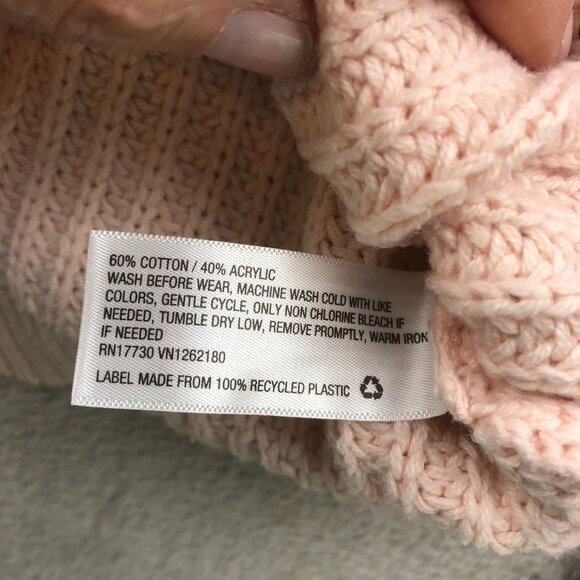 60% COTTON / 40% ACRYLIC
WASH BEFORE WEAR, MACHINE WASH COLD WITH LIKE
COLORS, GENTLE CYCLE, ONLY NON CHLORINE BLEACH IF
NEEDED, TUMBLE DRY LOW, REMOVE PROMPTLY, WARM IRON
IF NEEDED
RN17730 VN1262180
LABEL MADE FROM 100% RECYCLED PLASTIC